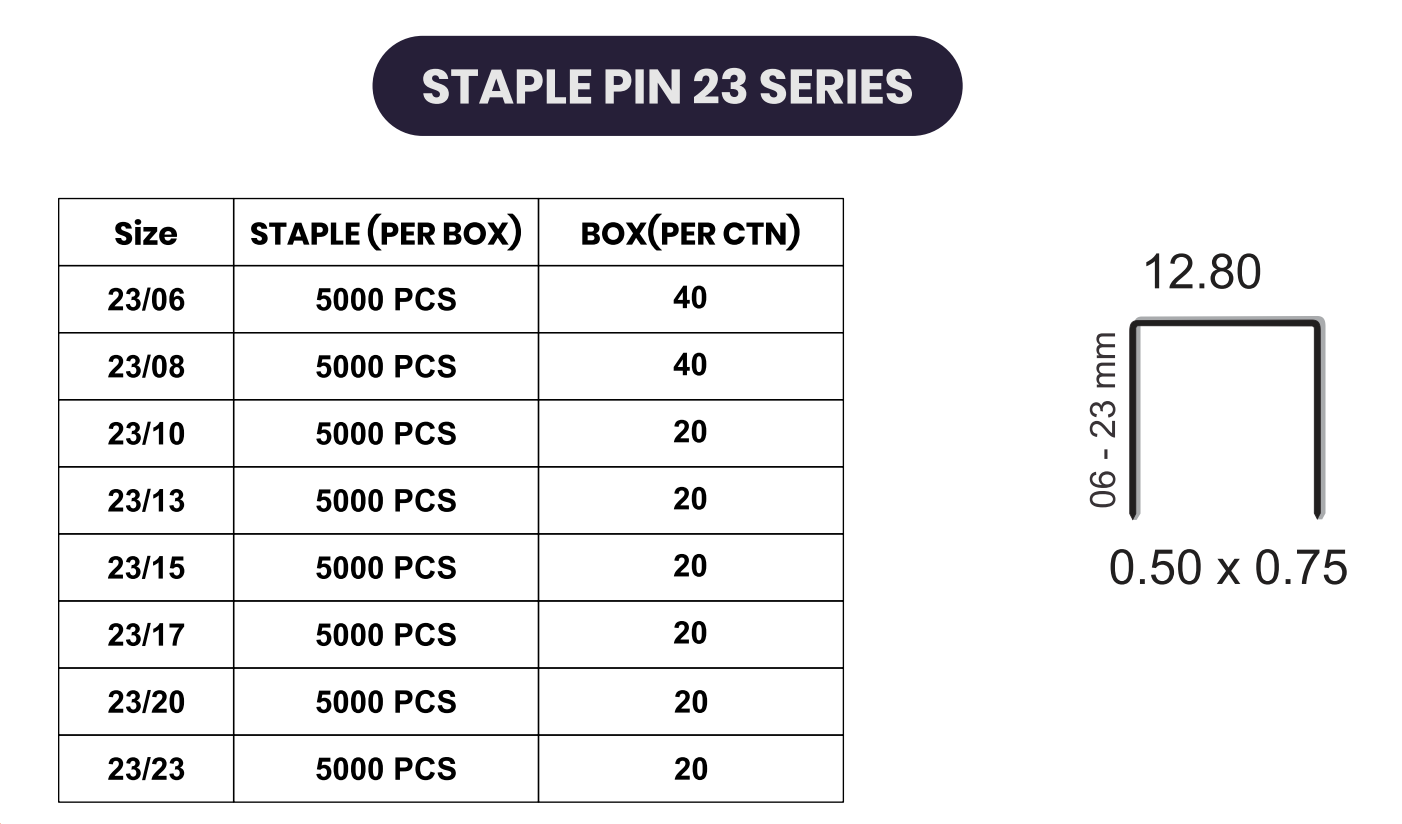 STAPLE PIN 23 SERIES
Size STAPLE (PER BOX) BOX(PER CTN)
23/06 5000 PCS 40
23/08 5000 PCS 40
23/10 5000 PCS 20
23/13 5000 PCS 20
23/15 5000 PCS 20
23/17 5000 PCS 20
23/20 5000 PCS 20
23/23 5000 PCS 20
12.80
06 - 23 mm
0.50 x 0.75